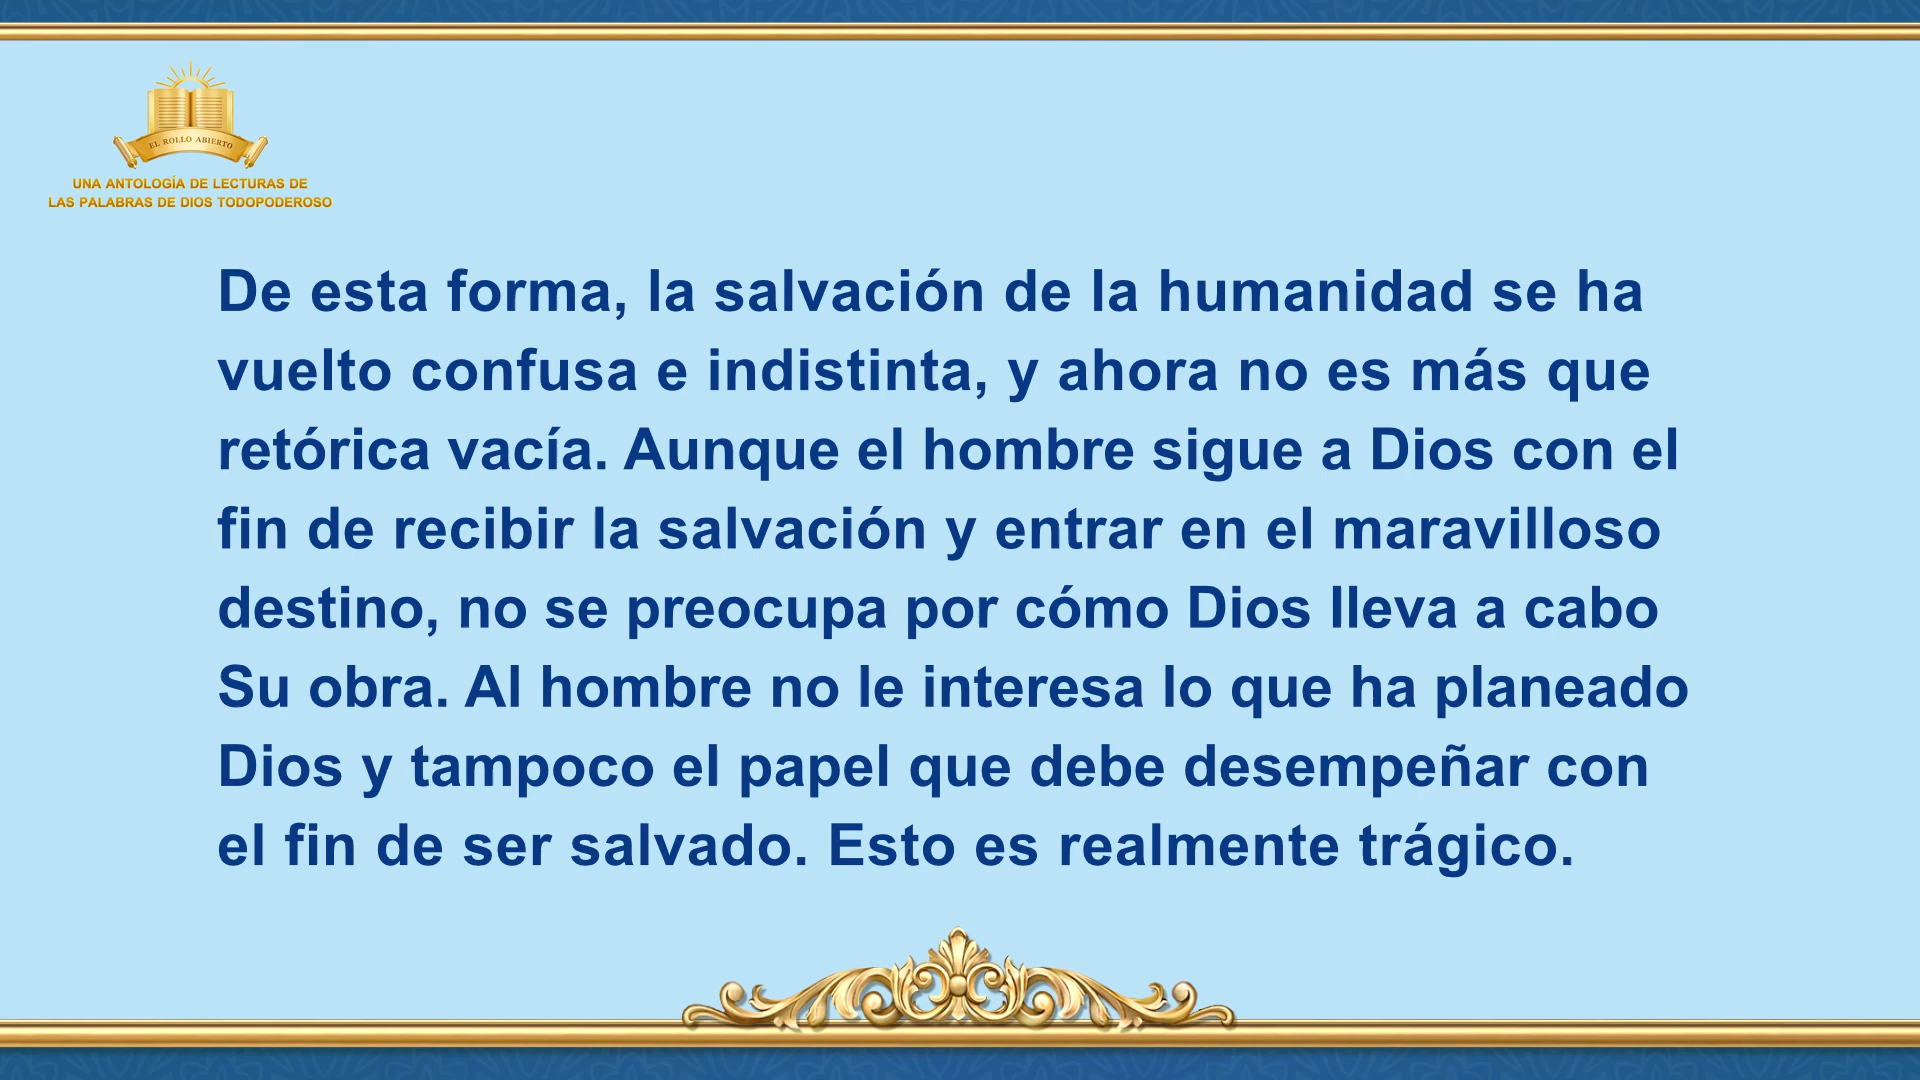 EL ROLLO ABIERTO
UNA ANTOLOGÍA DE LECTURAS DE
LAS PALABRAS DE DIOS TODOPODEROSO
De esta forma, la salvación de la humanidad se ha
vuelto confusa e indistinta, y ahora no es más que
retórica vacía. Aunque el hombre sigue a Dios con el
fin de recibir la salvación y entrar en el maravilloso
destino, no se preocupa por cómo Dios lleva a cabo
Su obra. Al hombre no le interesa lo que ha planeado
Dios y tampoco el papel que debe desempeñar con
el fin de ser salvado. Esto es realmente trágico.